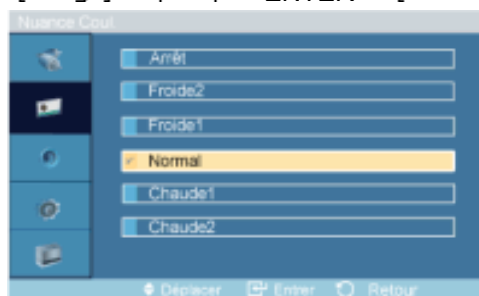 Nuance Coul.
Arrêt
Froide2
Froide1
Normal
Chaude1
Chaude2
Déplacer Entrer Retour